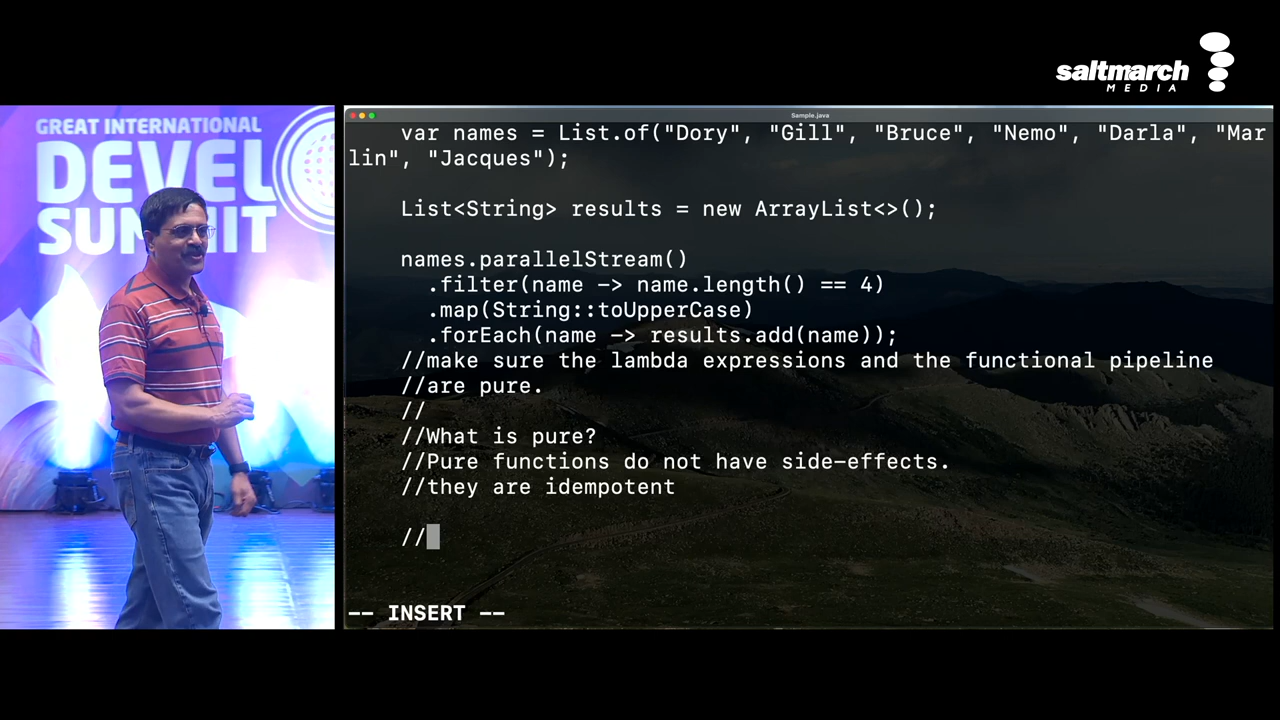 saltmarch
MEDIA
GREAT INTERNATIONAL
DEVEL
SUMMIT
Sample.java
var names = List.of("Dory", "Gill", "Bruce", "Nemo", "Darla", "Mar
lin", "Jacques");
List<String> results = new ArrayList<>();
names.parallelStream()
.filter(name -> name.length() == 4)
.map(String::toUpperCase)
.forEach(name -> results.add(name));
//make sure the lambda expressions and the functional pipeline
//are pure.
//
//What is pure?
//Pure functions do not have side-effects.
//they are idempotent
//
-- INSERT --